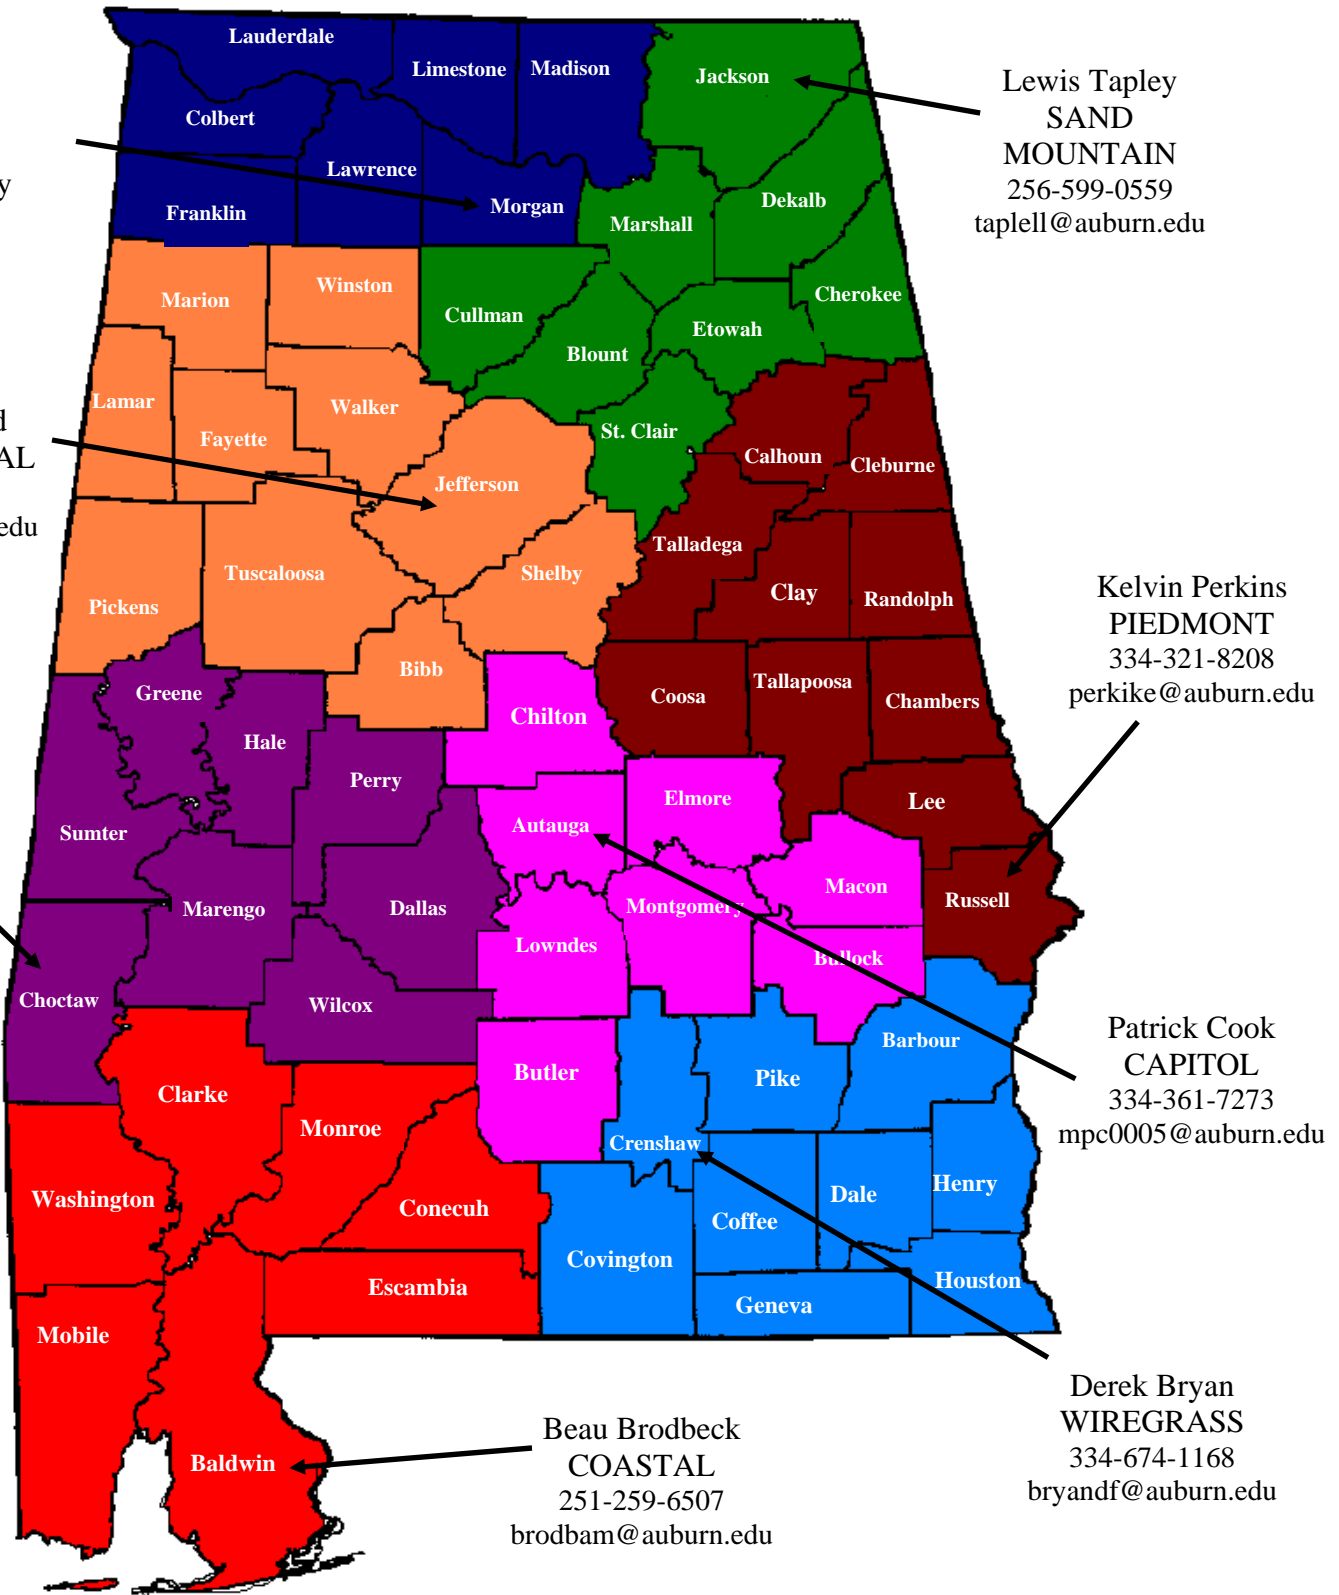 Lauderdale
Limestone
Madison
Jackson
Colbert
Lawrence
Franklin
Morgan
Marshall
Dekalb
Cherokee
Marion
Winston
Cullman
Blount
Etowah
Lamar
Fayette
Walker
St. Clair
Calhoun
Cleburne
Jefferson
Talladega
Tuscaloosa
Shelby
Clay
Randolph
Pickens
Bibb
Greene
Coosa
Tallapoosa
Chambers
Hale
Chilton
Perry
Elmore
Lee
Sumter
Autauga
Marengo
Dallas
Montgomery
Macon
Russell
Lowndes
Bullock
Choctaw
Wilcox
Barbour
Clarke
Butler
Pike
Monroe
Crenshaw
Washington
Conecuh
Coffee
Dale
Henry
Covington
Escambia
Geneva
Houston
Mobile
Baldwin
Lewis Tapley
SAND
MOUNTAIN
256-599-0559
taplell@auburn.edu
Kelvin Perkins
PIEDMONT
334-321-8208
perkike@auburn.edu
Patrick Cook
CAPITOL
334-361-7273
mpc0005@auburn.edu
Derek Bryan
WIREGRASS
334-674-1168
bryandf@auburn.edu
Beau Brodbeck
COASTAL
251-259-6507
brodbam@auburn.edu
y
d
AL
edu